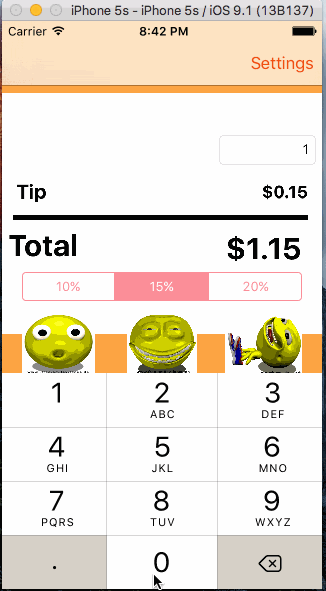 iPhone 5s - iPhone 5s / iOS 9.1 (13B137)
Carrier 8:42 PM
Settings
1
Tip $0.15
Total $1.15
10% 15% 20%
1 2 3
ABC DEF
4 5 6
GHI JKL MNO
7 8 9
PQRS TUV WXYZ
. 0